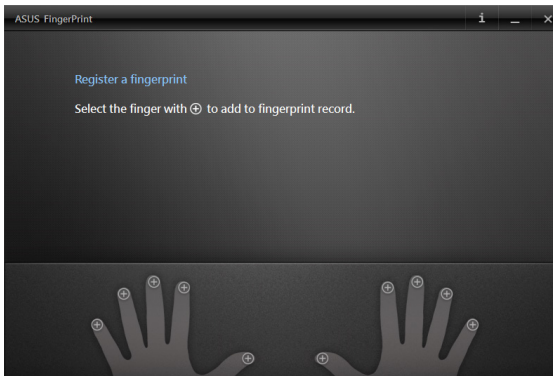 ASUS FingerPrint
Register a fingerprint
Select the finger with ⊕ to add to fingerprint record.